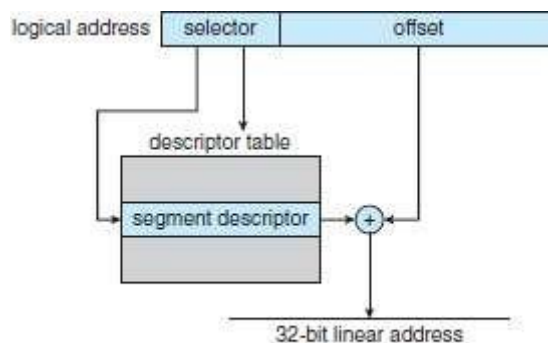 logical address selector offset
descriptor table
segment descriptor +
32-bit linear address